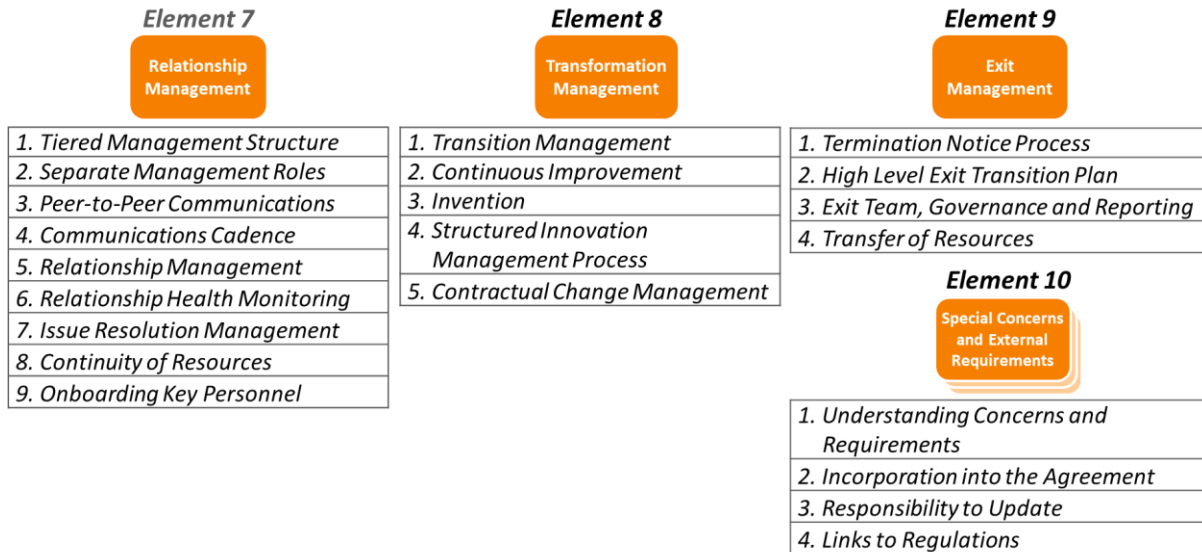 Element 7
Relationship
Management
1. Tiered Management Structure
2. Separate Management Roles
3. Peer-to-Peer Communications
4. Communications Cadence
5. Relationship Management
6. Relationship Health Monitoring
7. Issue Resolution Management
8. Continuity of Resources
9. Onboarding Key Personnel
Element 8
Transformation
Management
1. Transition Management
2. Continuous Improvement
3. Invention
4. Structured Innovation
Management Process
5. Contractual Change Management
Element 9
Exit
Management
1. Termination Notice Process
2. High Level Exit Transition Plan
3. Exit Team, Governance and Reporting
4. Transfer of Resources
Element 10
Special Concerns
and External
Requirements
1. Understanding Concerns and
Requirements
2. Incorporation into the Agreement
3. Responsibility to Update
4. Links to Regulations